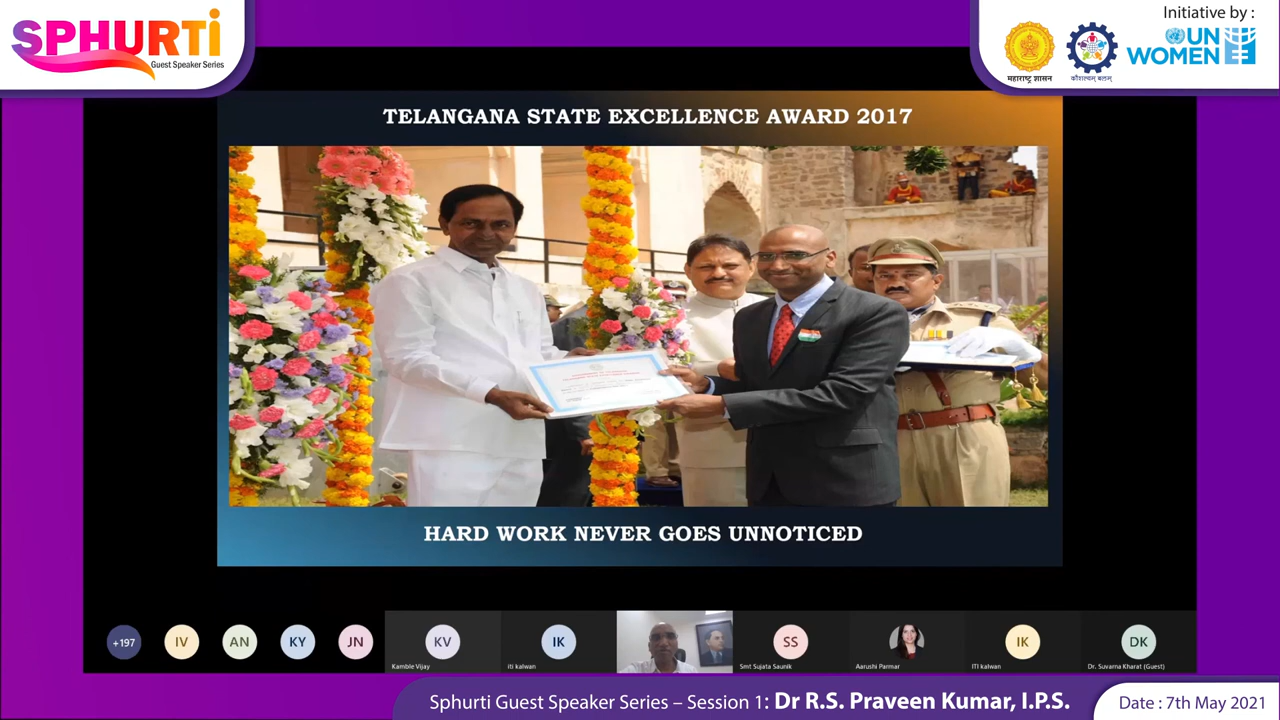 SPHURTI
Guest Speaker Series
Initiative by :
महाराष्ट्र शासन
कौशल्यम् बलम्
UN
WOMEN
TELANGANA STATE EXCELLENCE AWARD 2017
HARD WORK NEVER GOES UNNOTICED
+197
IV
AN
KY
JN
KV
Kamble Vijay
IK
iti kalwan
SS
Smt Sujata Saunik
Aarushi Parmar
IK
ITI kalwan
DK
Dr. Suvarna Kharat (Guest)
Sphurti Guest Speaker Series – Session 1: Dr R.S. Praveen Kumar, I.P.S.
Date : 7th May 2021